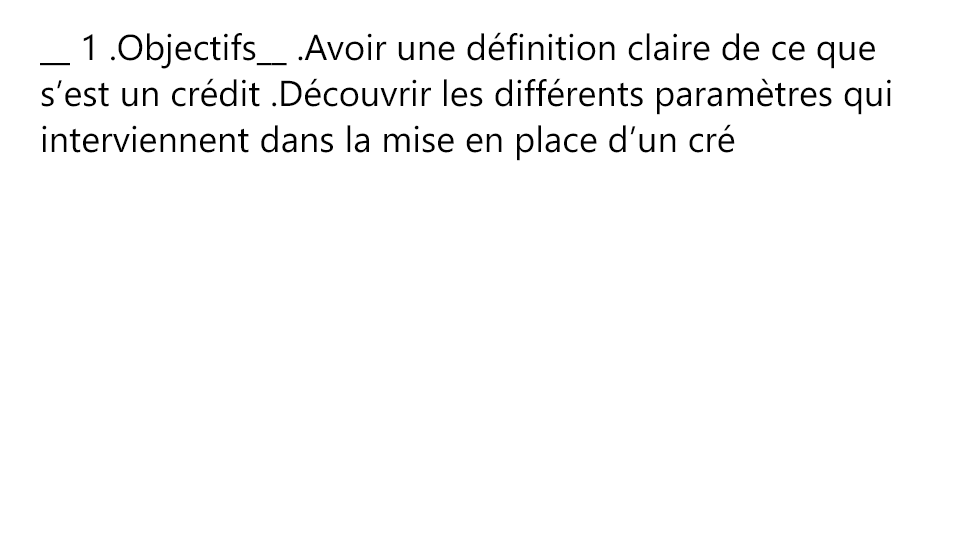 __ 1 .Objectifs__ .Avoir une définition claire de ce que
s’est un crédit .Découvrir les différents paramètres qui
interviennent dans la mise en place d’un cré